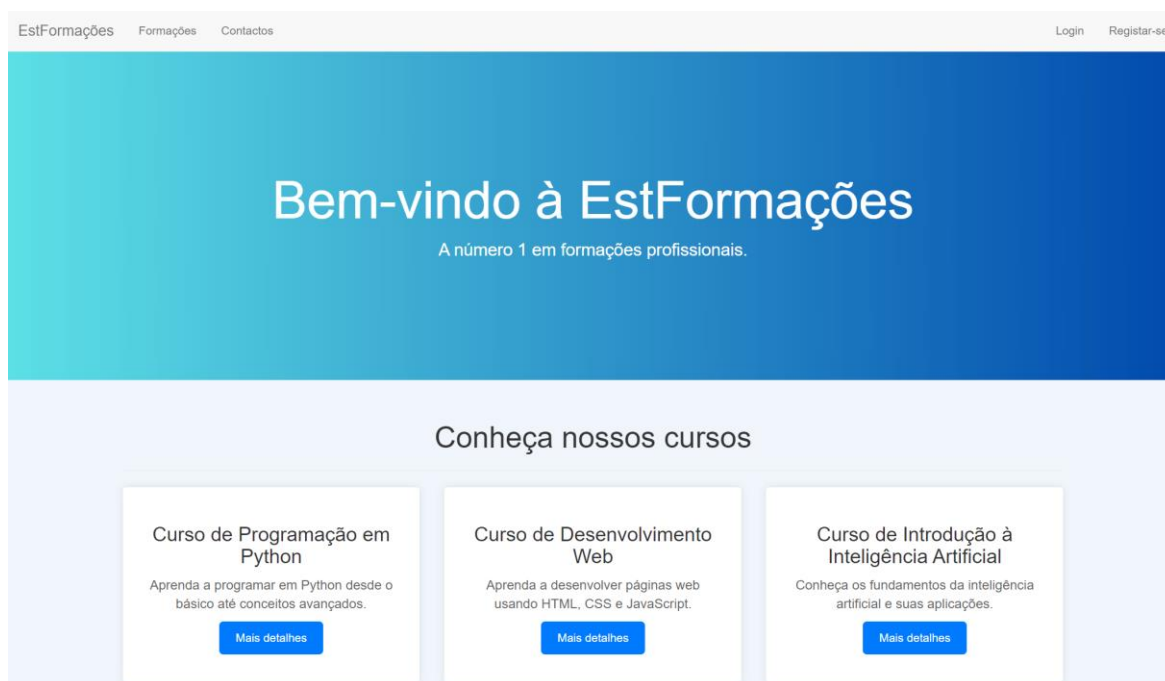 EstFormações Formações Contactos Login Registar-se
Bem-vindo à EstFormações
A número 1 em formações profissionais.
Conheça nossos cursos
Curso de Programação em
Python
Aprenda a programar em Python desde o
básico até conceitos avançados.
Mais detalhes
Curso de Desenvolvimento
Web
Aprenda a desenvolver páginas web
usando HTML, CSS e JavaScript.
Mais detalhes
Curso de Introdução à
Inteligência Artificial
Conheça os fundamentos da inteligência
artificial e suas aplicações.
Mais detalhes